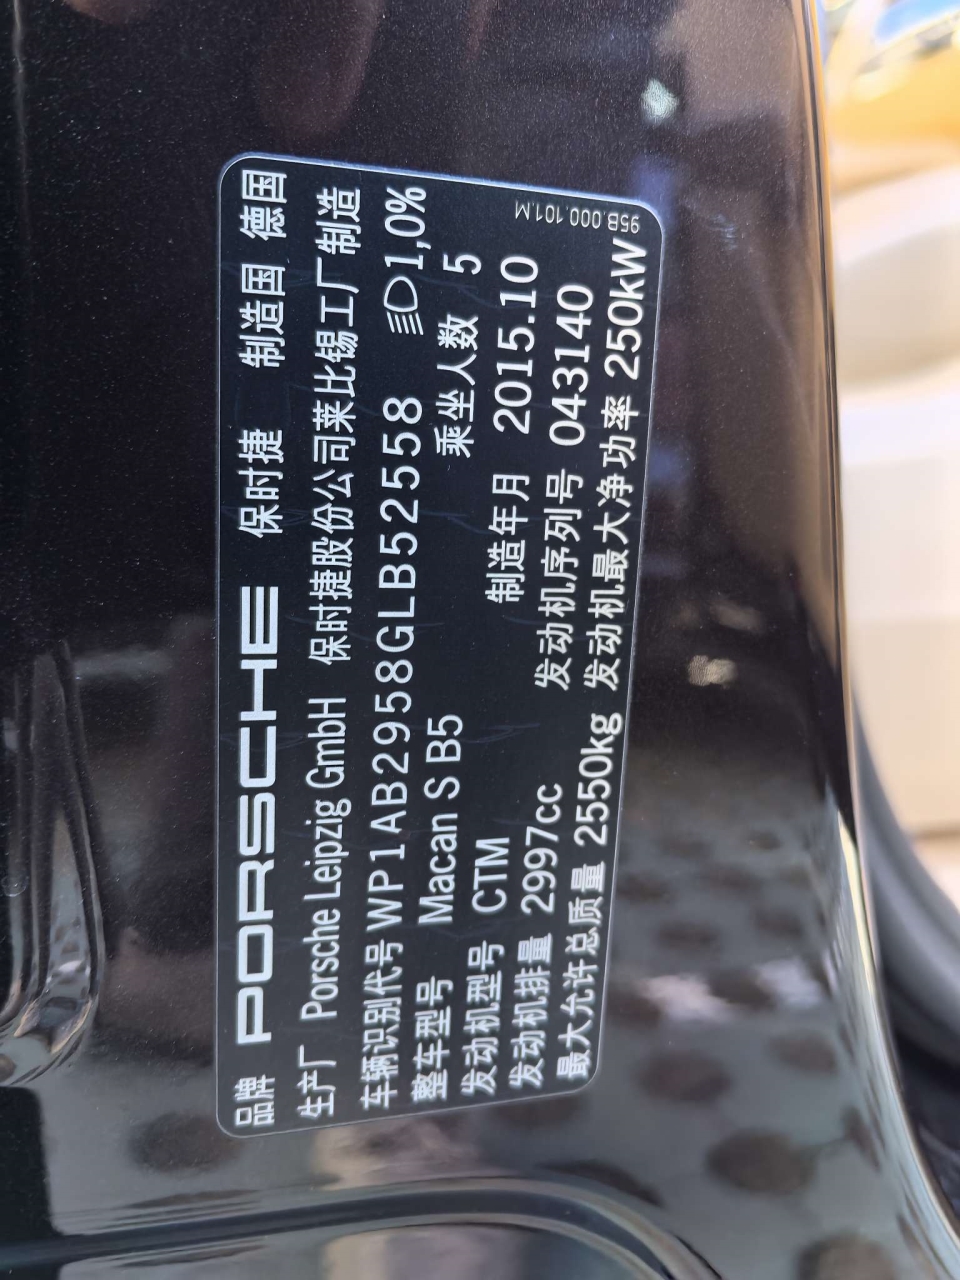 品牌 PORSCHE 保时捷 制造国 德国
生产厂 Porsche Leipzig GmbH 保时捷股份公司莱比锡工厂制造
车辆识别代号 WP1AB2958GLB52558 1,0%
整车型号 Macan S B5 乘坐人数 5
发动机型号 CTM 制造年月 2015.10
发动机排量 2997cc 发动机序列号 043140
最大允许总质量 2550kg 发动机最大净功率 250kW
95B.000.101.M